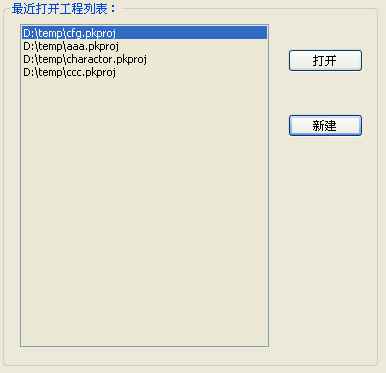 最近打开工程列表：
D:\temp\cfg.pkproj
D:\temp\aaa.pkproj
D:\temp\charactor.pkproj
D:\temp\ccc.pkproj
打开
新建